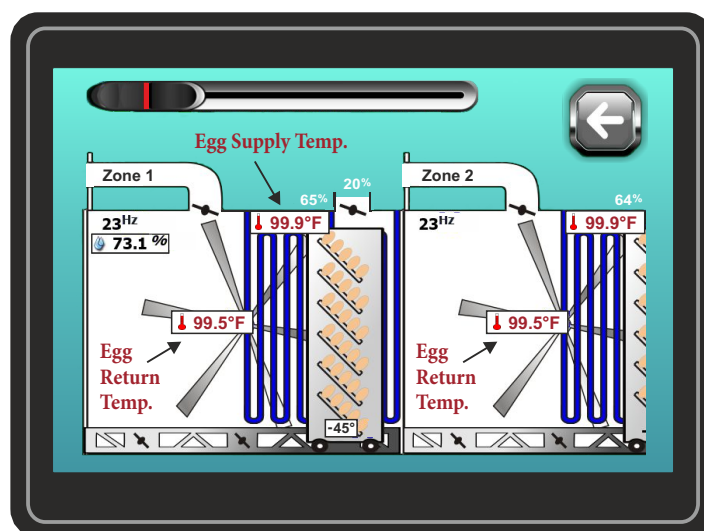 Egg Supply Temp.
Zone 1
Zone 2
20%
65%
64%
23Hz
99.9°F
23Hz
99.9°F
73.1 %
99.5°F
99.5°F
Egg
Return
Temp.
Egg
Return
Temp.
-45°